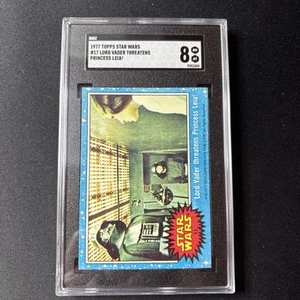 SGC
1977 TOPPS STAR WARS
#17 LORD VADER THREATENS
PRINCESS LEIA!
8
Lord Vader threatens Princess Leia!
STAR
WARS